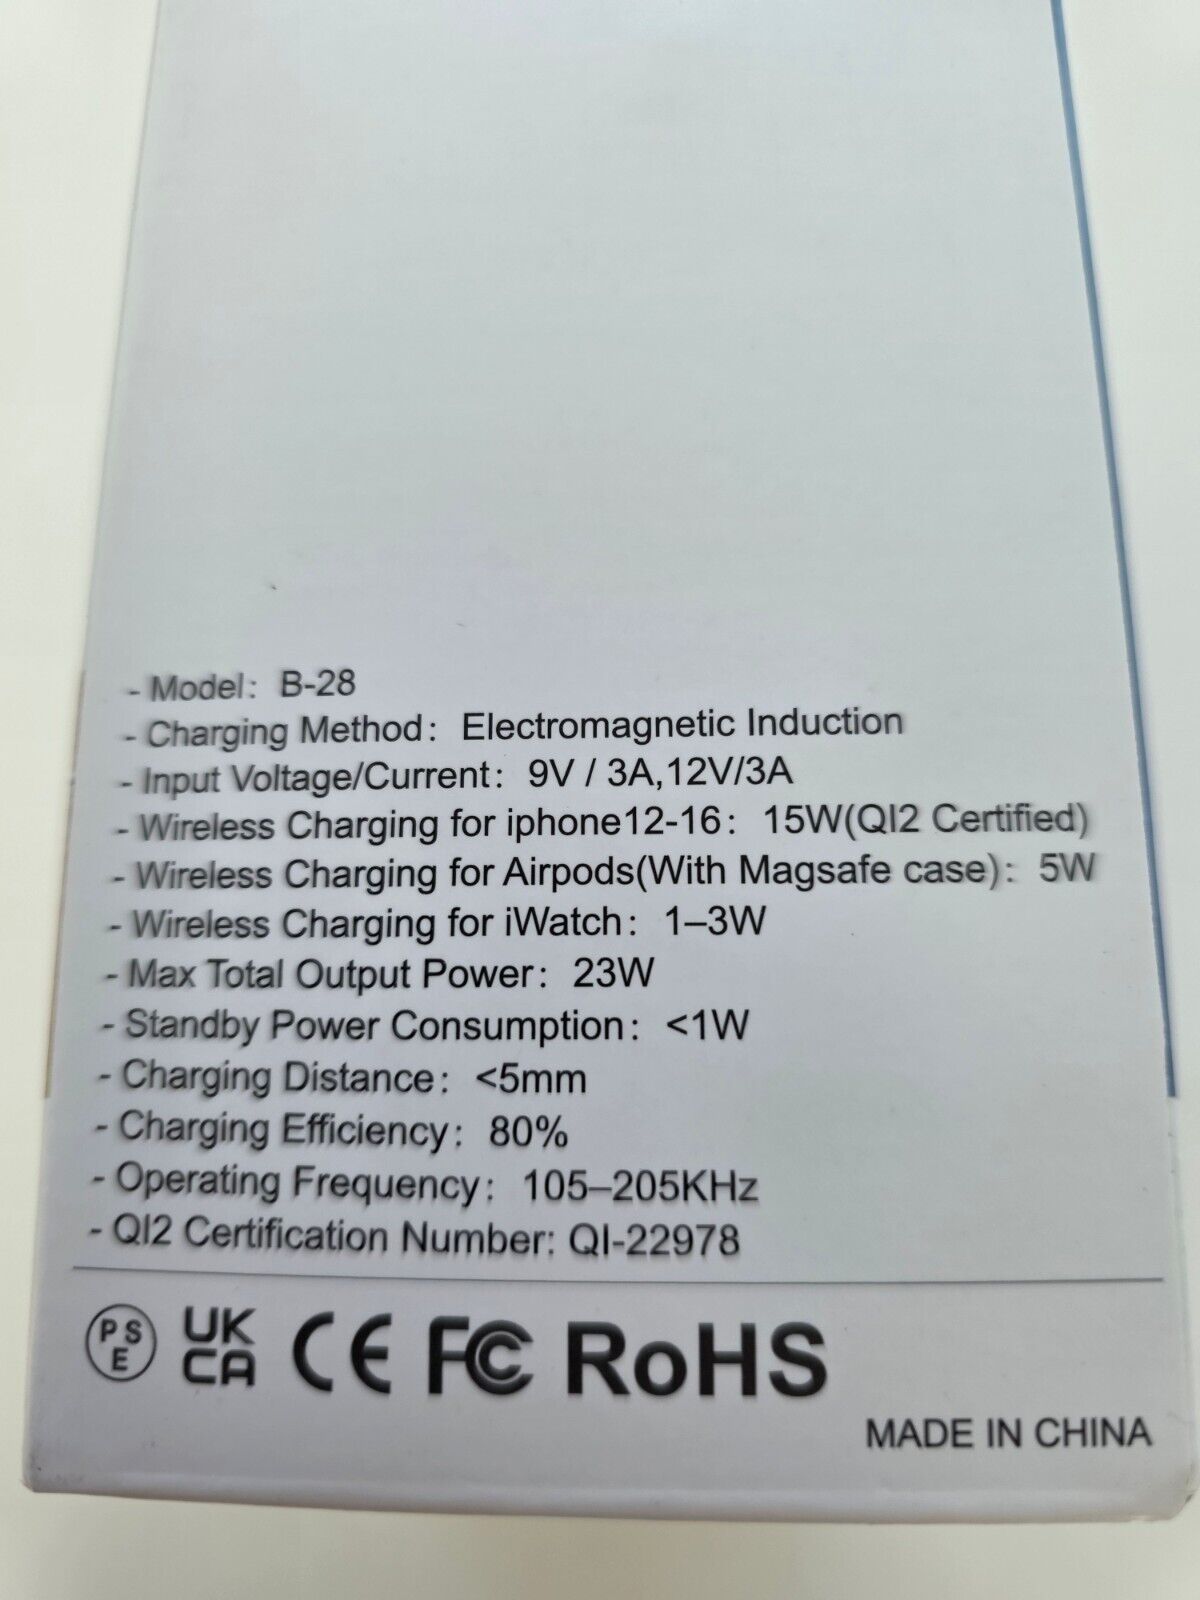 - Model: B-28
- Charging Method: Electromagnetic Induction
- Input Voltage/Current: 9V / 3A,12V/3A
- Wireless Charging for iphone12-16: 15W(QI2 Certified)
- Wireless Charging for Airpods(With Magsafe case): 5W
- Wireless Charging for iWatch: 1–3W
- Max Total Output Power: 23W
- Standby Power Consumption: <1W
- Charging Distance: <5mm
- Charging Efficiency: 80%
- Operating Frequency: 105–205KHz
- QI2 Certification Number: QI-22978
PSE UKCA CE FC RoHS
MADE IN CHINA